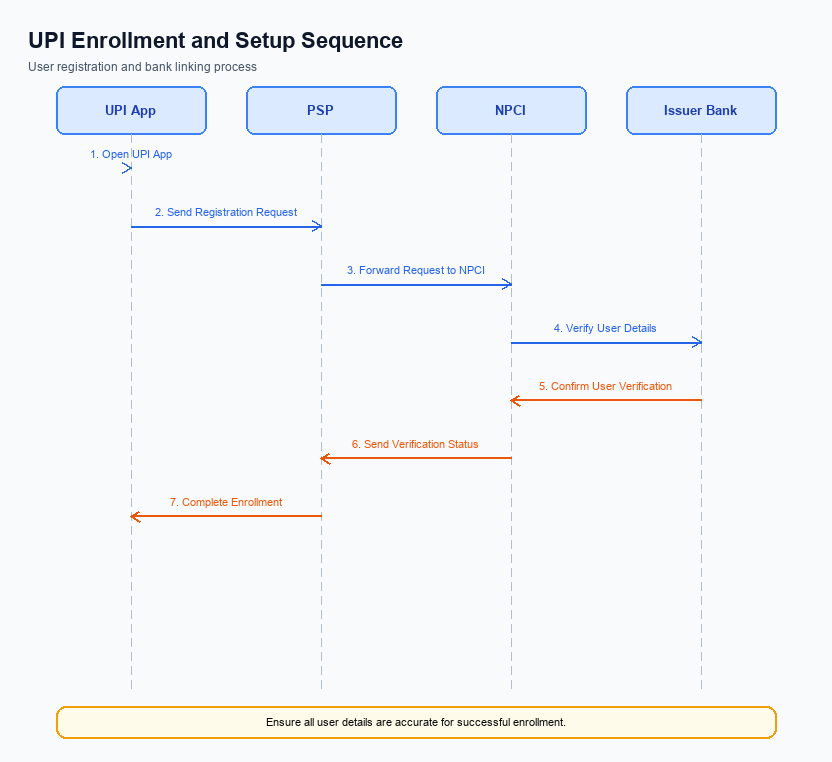 UPI Enrollment and Setup Sequence
User registration and bank linking process
UPI App
PSP
NPCI
Issuer Bank
1. Open UPI App
2. Send Registration Request
3. Forward Request to NPCI
4. Verify User Details
5. Confirm User Verification
6. Send Verification Status
7. Complete Enrollment
Ensure all user details are accurate for successful enrollment.